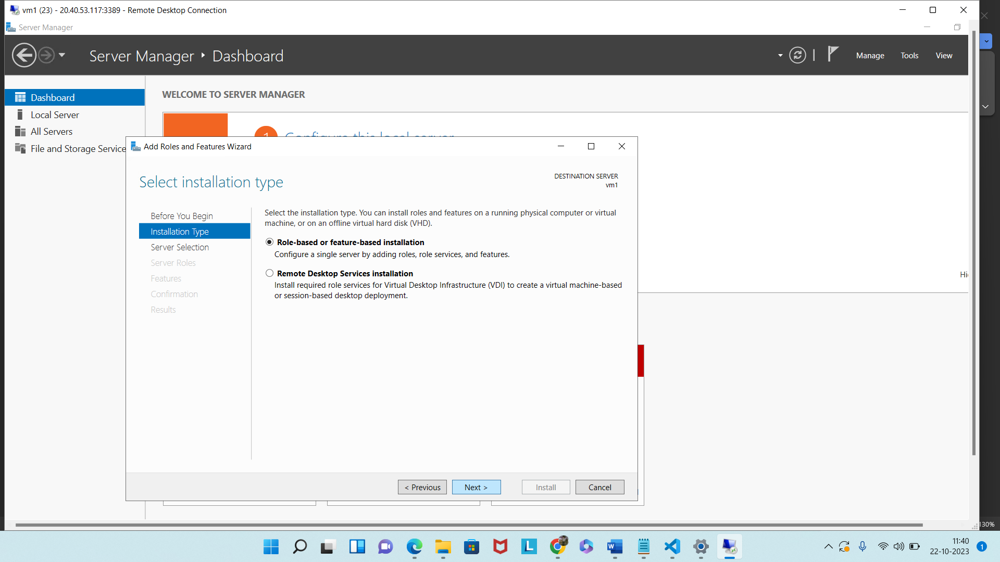 vm1 (23) - 20.40.53.117:3389 - Remote Desktop Connection
Server Manager
Server Manager ‣ Dashboard
Manage
Tools
View
Dashboard
Local Server
All Servers
File and Storage Service
WELCOME TO SERVER MANAGER
1
Configure this local server
Add Roles and Features Wizard
Select installation type
DESTINATION SERVER
vm1
Before You Begin
Installation Type
Server Selection
Server Roles
Features
Confirmation
Results
Select the installation type. You can install roles and features on a running physical computer or virtual
machine, or on an offline virtual hard disk (VHD).
Role-based or feature-based installation
Configure a single server by adding roles, role services, and features.
Remote Desktop Services installation
Install required role services for Virtual Desktop Infrastructure (VDI) to create a virtual machine-based
or session-based desktop deployment.
< Previous
Next >
Install
Cancel
130%
11:40
22-10-2023
1